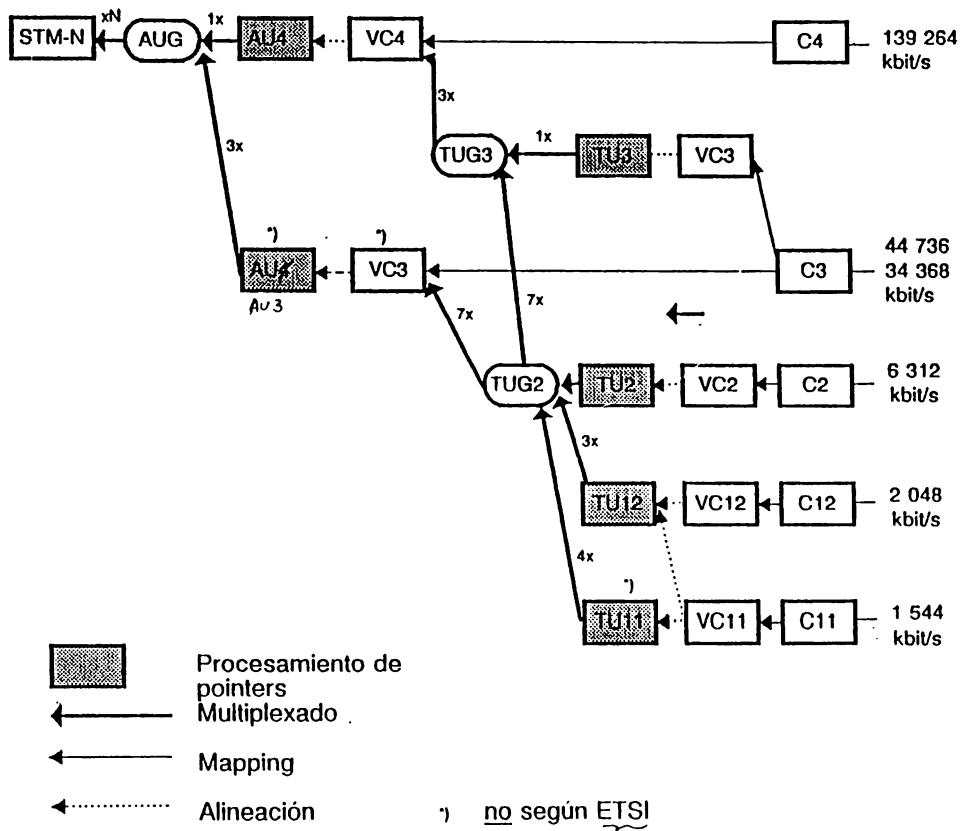 STM-N xN AUG 1x AU4 VC4 C4 139 264
kbit/s
3x
3x
TUG3 1x TU3 VC3
*) *)
AU4 VC3 C3 44 736
34 368
kbit/s
AU3
7x 7x
TUG2 TU2 VC2 C2 6 312
kbit/s
3x
TU12 VC12 C12 2 048
kbit/s
4x
*)
TU11 VC11 C11 1 544
kbit/s
Procesamiento de
pointers
Multiplexado
Mapping
Alineación *) no según ETSI